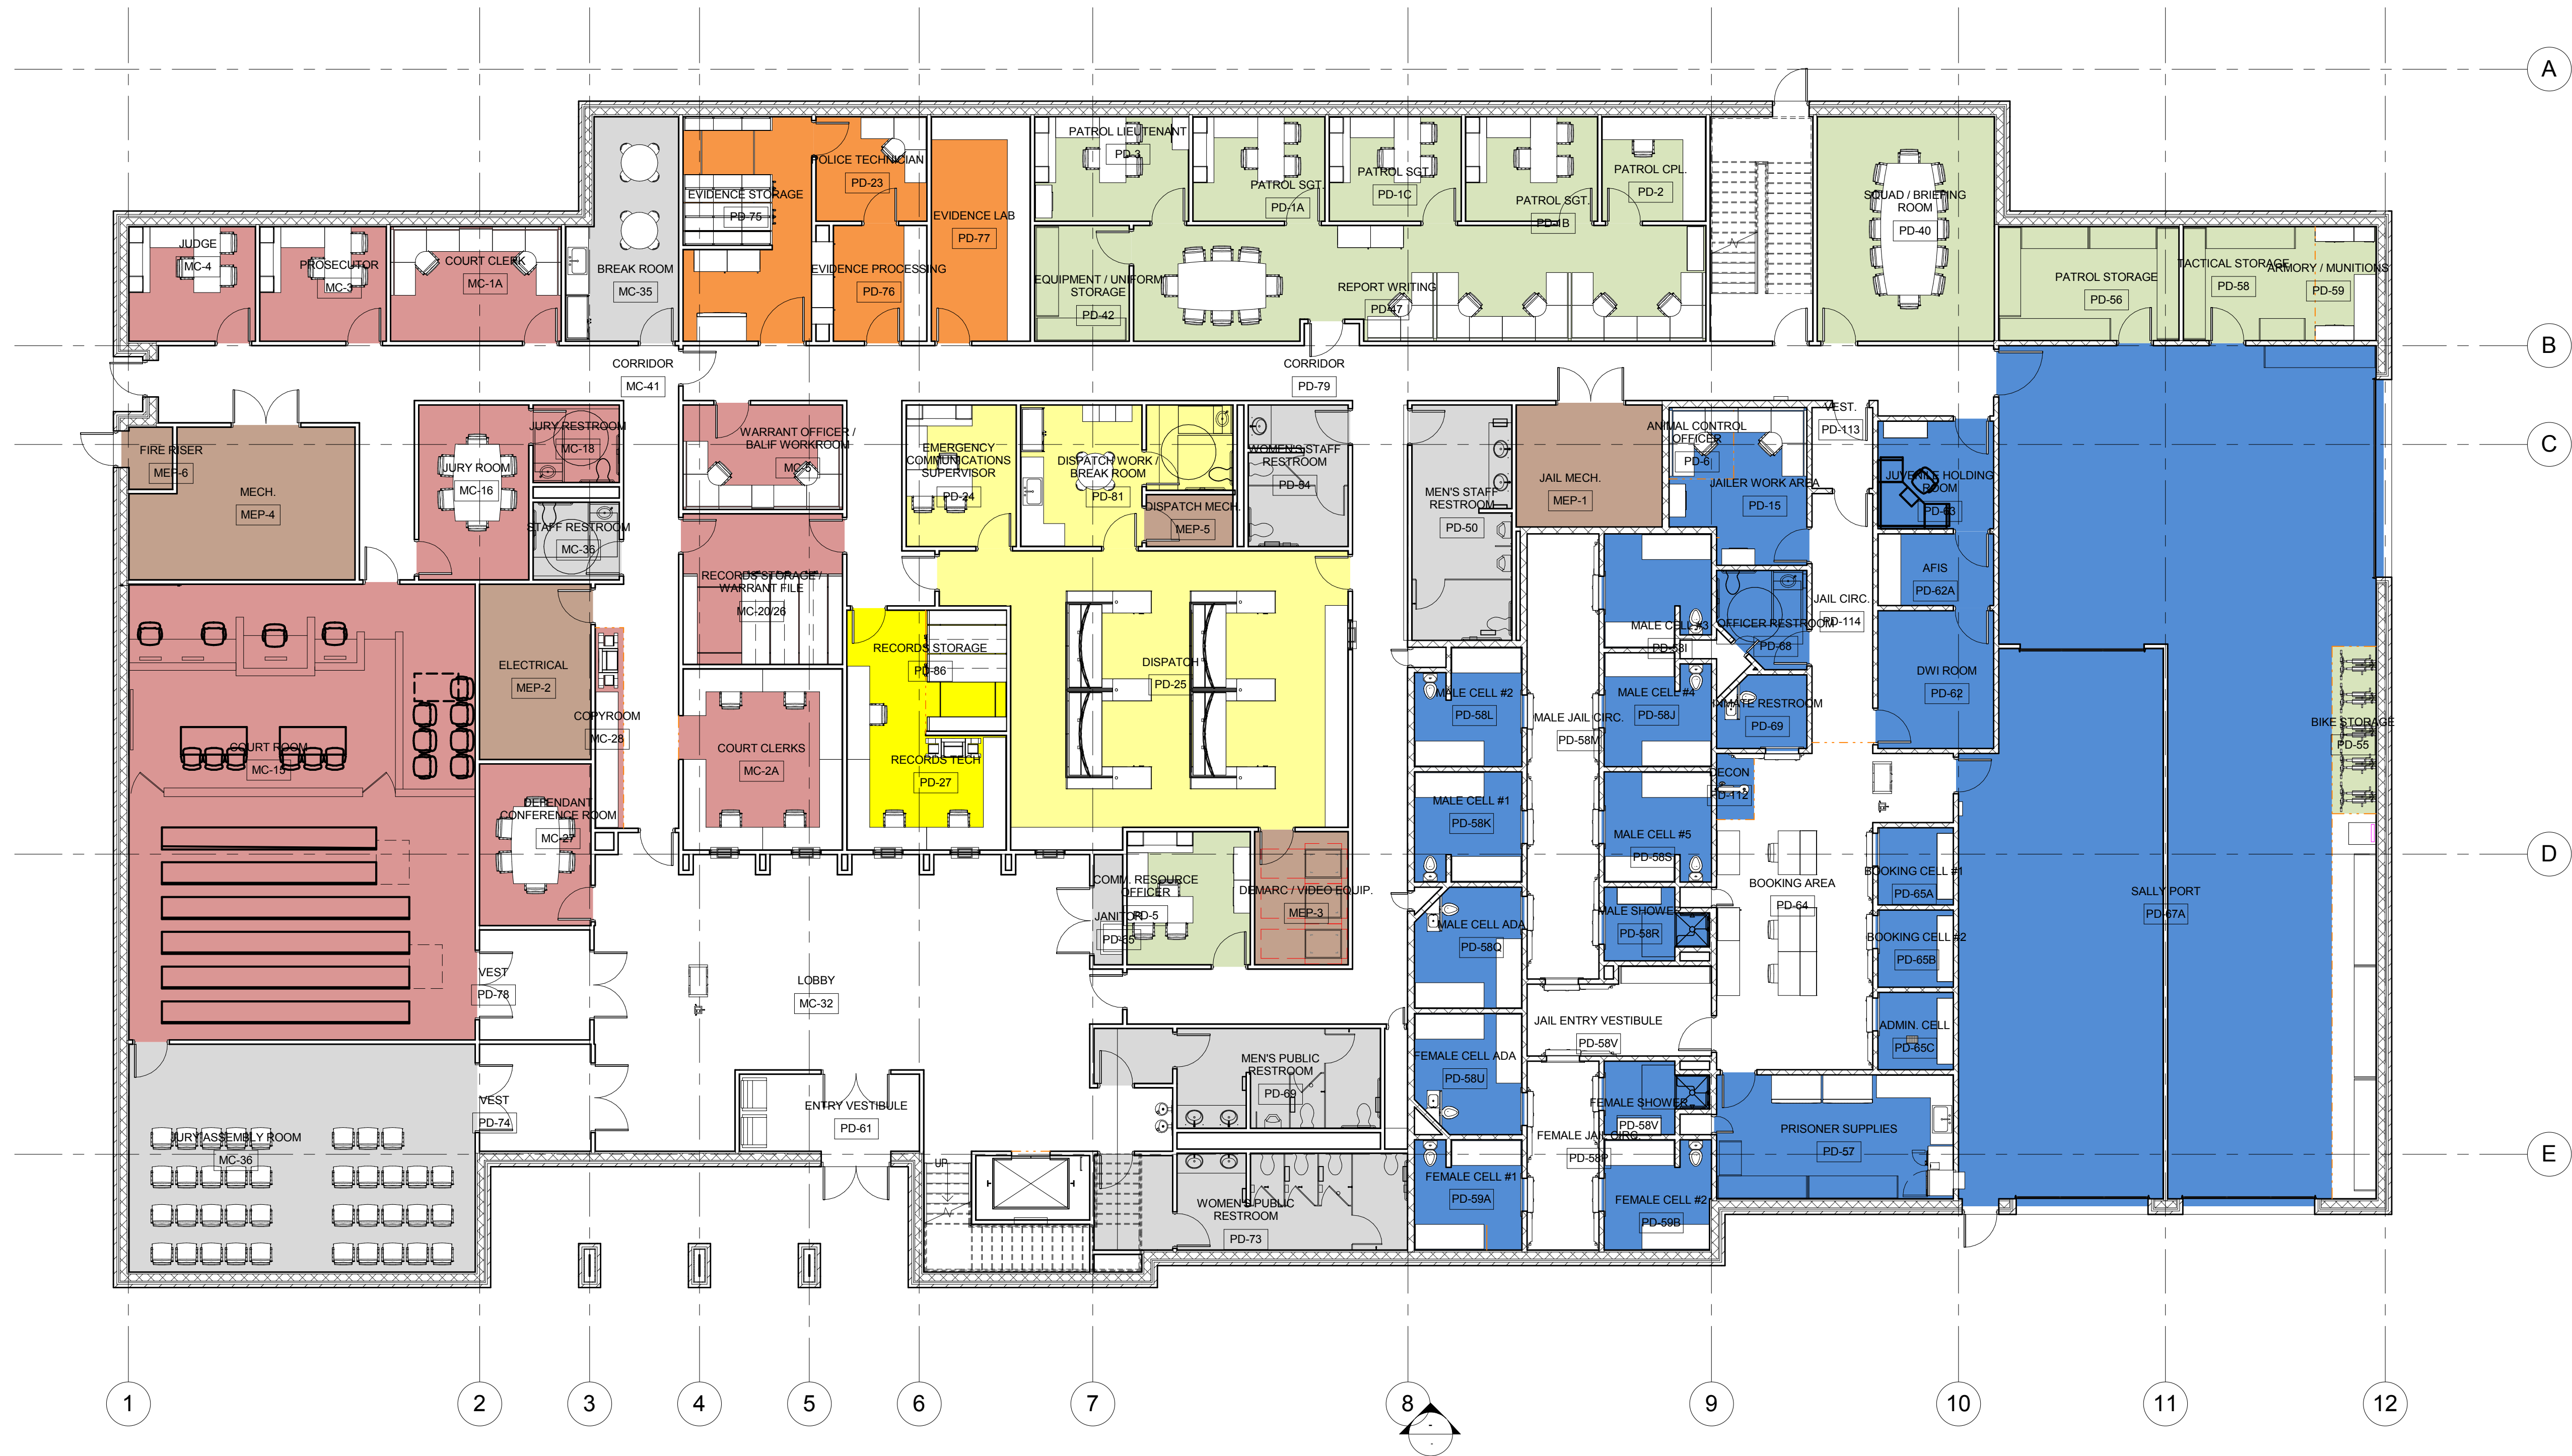 A
PATROL LIEUTENANT
PD-3
POLICE TECHNICIAN
PD-23
EVIDENCE STORAGE
PD-75
EVIDENCE LAB
PD-77
PATROL SGT.
PD-1A
PATROL SGT.
PD-1C
PATROL SGT.
PD-1B
PATROL CPL.
PD-2
SQUAD / BRIEFING
ROOM
PD-40
JUDGE
MC-4
PROSECUTOR
MC-3
COURT CLERK
MC-1A
BREAK ROOM
MC-35
EVIDENCE PROCESSING
PD-76
EQUIPMENT / UNIFORM
STORAGE
PD-42
REPORT WRITING
PD-47
PATROL STORAGE
PD-56
TACTICAL STORAGE
PD-58
ARMORY / MUNITIONS
PD-59
B
CORRIDOR
MC-41
CORRIDOR
PD-79
VEST.
PD-113
C
FIRE RISER
MEP-6
MECH.
MEP-4
JURY RESTROOM
MC-18
JURY ROOM
MC-16
STAFF RESTROOM
MC-36
WARRANT OFFICER /
BALIF WORKROOM
MC-5
EMERGENCY
COMMUNICATIONS
SUPERVISOR
PD-24
DISPATCH WORK /
BREAK ROOM
PD-81
DISPATCH MECH.
MEP-5
WOMEN'S STAFF
RESTROOM
PD-94
MEN'S STAFF
RESTROOM
PD-50
JAIL MECH.
MEP-1
ANIMAL CONTROL
OFFICER
PD-6
JAILER WORK AREA
PD-15
JUVENILE HOLDING
ROOM
PD-63
AFIS
PD-62A
JAIL CIRC.
PD-114
RECORDS STORAGE /
WARRANT FILE
MC-20/26
RECORDS STORAGE
PD-86
DISPATCH
PD-25
MALE CELL #3
PD-58I
OFFICER RESTROOM
PD-68
DWI ROOM
PD-62
ELECTRICAL
MEP-2
COPYROOM
MC-28
COURT ROOM
MC-15
COURT CLERKS
MC-2A
RECORDS TECH
PD-27
MALE CELL #2
PD-58L
MALE JAIL CIRC.
PD-58M
MALE CELL #4
PD-58J
INMATE RESTROOM
PD-69
BIKE STORAGE
PD-55
DECON
PD-112
DEFENDANT
CONFERENCE ROOM
MC-27
MALE CELL #1
PD-58K
MALE CELL #5
PD-58S
D
COMM. RESOURCE
OFFICER
PD-5
DEMARC / VIDEO EQUIP.
MEP-3
JANITOR
PD-85
BOOKING AREA
PD-64
BOOKING CELL #1
PD-65A
SALLY PORT
PD-67A
MALE CELL ADA
PD-58Q
MALE SHOWER
PD-58R
BOOKING CELL #2
PD-65B
VEST
PD-78
LOBBY
MC-32
JAIL ENTRY VESTIBULE
PD-58V
ADMIN. CELL
PD-65C
MEN'S PUBLIC
RESTROOM
PD-69
FEMALE CELL ADA
PD-58U
VEST
PD-74
ENTRY VESTIBULE
PD-61
FEMALE SHOWER
PD-58V
PRISONER SUPPLIES
PD-57
JURY ASSEMBLY ROOM
MC-36
FEMALE JAIL CIRC.
PD-58P
E
UP
WOMEN'S PUBLIC
RESTROOM
PD-73
FEMALE CELL #1
PD-59A
FEMALE CELL #2
PD-59B
1
2
3
4
5
6
7
8
9
10
11
12